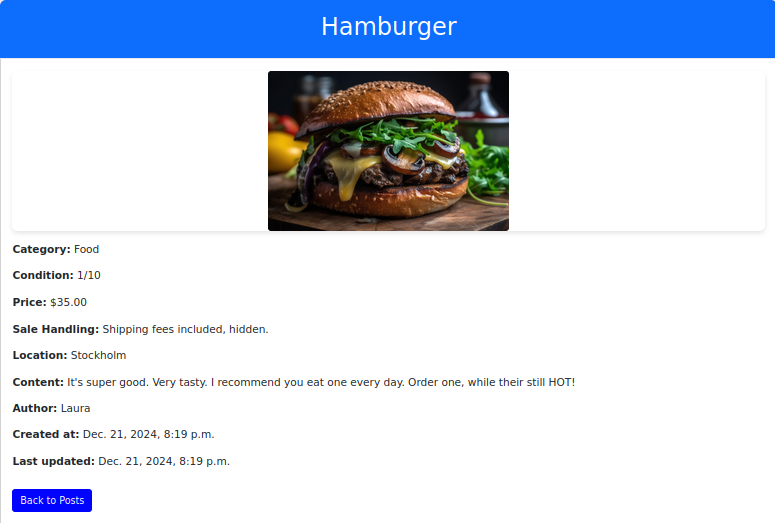 Hamburger
Category: Food
Condition: 1/10
Price: $35.00
Sale Handling: Shipping fees included, hidden.
Location: Stockholm
Content: It's super good. Very tasty. I recommend you eat one every day. Order one, while their still HOT!
Author: Laura
Created at: Dec. 21, 2024, 8:19 p.m.
Last updated: Dec. 21, 2024, 8:19 p.m.
Back to Posts